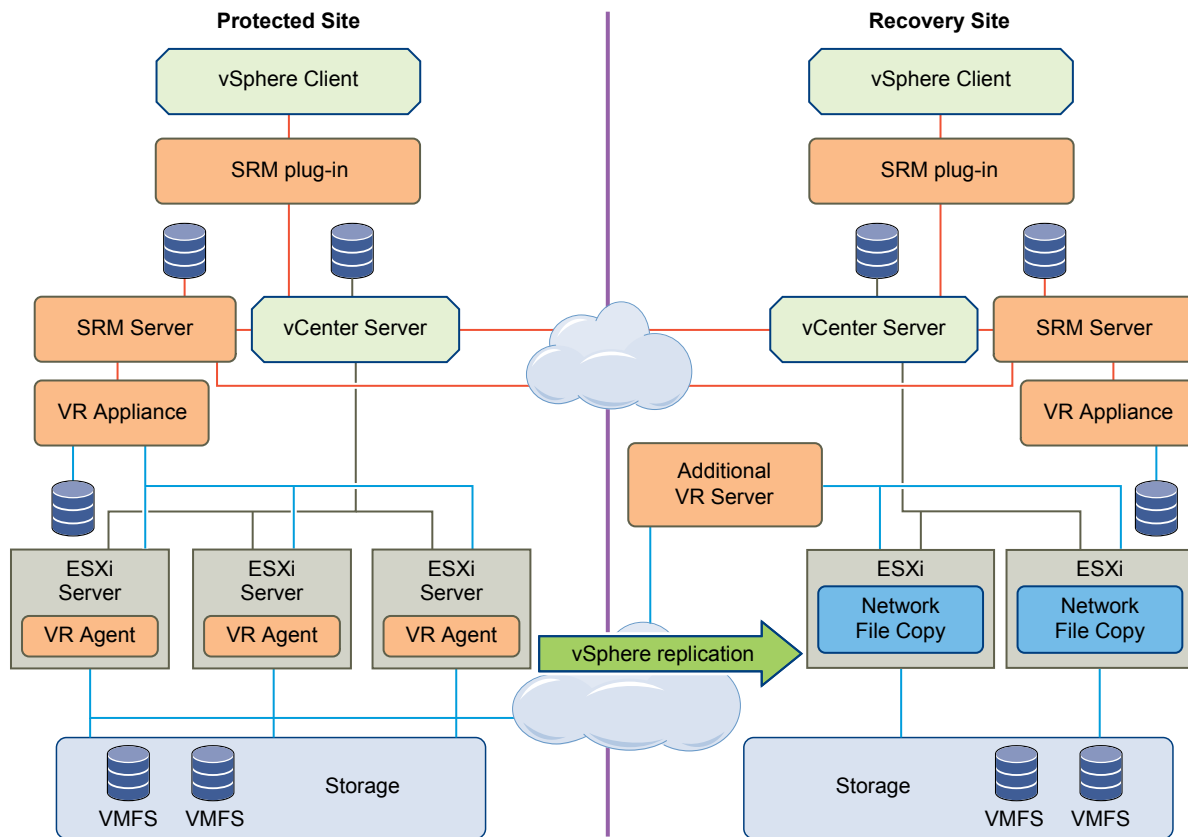 Protected Site
Recovery Site
vSphere Client
vSphere Client
SRM plug-in
SRM plug-in
SRM Server
vCenter Server
vCenter Server
SRM Server
VR Appliance
VR Appliance
Additional
VR Server
ESXi
Server
VR Agent
ESXi
Server
VR Agent
ESXi
Server
VR Agent
vSphere replication
ESXi
Network
File Copy
ESXi
Network
File Copy
VMFS
VMFS
Storage
Storage
VMFS
VMFS